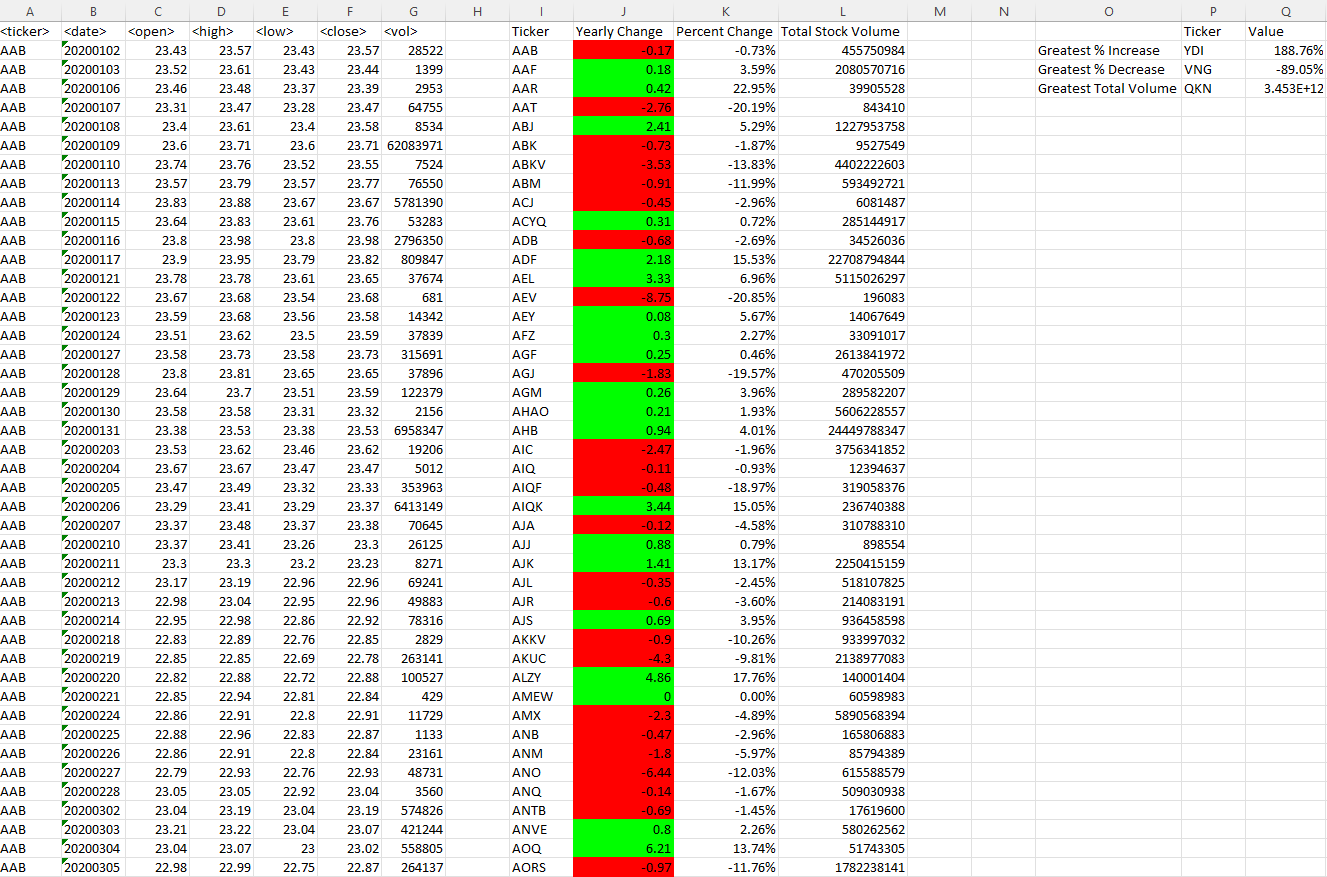 A B C D E F G H I J K L M N O P Q
<ticker> <date> <open> <high> <low> <close> <vol> Ticker Yearly Change Percent Change Total Stock Volume Ticker Value
AAB 20200102 23.43 23.57 23.43 23.57 28522 AAB -0.17 -0.73% 455750984 Greatest % Increase YDI 188.76%
AAB 20200103 23.52 23.61 23.43 23.44 1399 AAF 0.18 3.59% 2080570716 Greatest % Decrease VNG -89.05%
AAB 20200106 23.46 23.48 23.37 23.39 2953 AAR 0.42 22.95% 39905528 Greatest Total Volume QKN 3.453E+12
AAB 20200107 23.31 23.47 23.28 23.47 64755 AAT -2.76 -20.19% 843410
AAB 20200108 23.4 23.61 23.4 23.58 8534 ABJ 2.41 5.29% 1227953758
AAB 20200109 23.6 23.71 23.6 23.71 62083971 ABK -0.73 -1.87% 9527549
AAB 20200110 23.74 23.76 23.52 23.55 7524 ABKV -3.53 -13.83% 4402222603
AAB 20200113 23.57 23.79 23.57 23.77 76550 ABM -0.91 -11.99% 593492721
AAB 20200114 23.83 23.88 23.67 23.67 5781390 ACJ -0.45 -2.96% 6081487
AAB 20200115 23.64 23.83 23.61 23.76 53283 ACYQ 0.31 0.72% 285144917
AAB 20200116 23.8 23.98 23.8 23.98 2796350 ADB -0.68 -2.69% 34526036
AAB 20200117 23.9 23.95 23.79 23.82 809847 ADF 2.18 15.53% 22708794844
AAB 20200121 23.78 23.78 23.61 23.65 37674 AEL 3.33 6.96% 5115026297
AAB 20200122 23.67 23.68 23.54 23.68 681 AEV -8.75 -20.85% 196083
AAB 20200123 23.59 23.68 23.56 23.58 14342 AEY 0.08 5.67% 14067649
AAB 20200124 23.51 23.62 23.5 23.59 37839 AFZ 0.3 2.27% 33091017
AAB 20200127 23.58 23.73 23.58 23.73 315691 AGF 0.25 0.46% 2613841972
AAB 20200128 23.8 23.81 23.65 23.65 37896 AGJ -1.83 -19.57% 470205509
AAB 20200129 23.64 23.7 23.51 23.59 122379 AGM 0.26 3.96% 289582207
AAB 20200130 23.58 23.58 23.31 23.32 2156 AHAO 0.21 1.93% 5606228557
AAB 20200131 23.38 23.53 23.38 23.53 6958347 AHB 0.94 4.01% 24449788347
AAB 20200203 23.53 23.62 23.46 23.62 19206 AIC -2.47 -1.96% 3756341852
AAB 20200204 23.67 23.67 23.47 23.47 5012 AIQ -0.11 -0.93% 12394637
AAB 20200205 23.47 23.49 23.32 23.33 353963 AIQF -0.48 -18.97% 319058376
AAB 20200206 23.29 23.41 23.29 23.37 6413149 AIQK 3.44 15.05% 236740388
AAB 20200207 23.37 23.48 23.37 23.38 70645 AJA -0.12 -4.58% 310788310
AAB 20200210 23.37 23.41 23.26 23.3 26125 AJJ 0.88 0.79% 898554
AAB 20200211 23.3 23.3 23.2 23.23 8271 AJK 1.41 13.17% 2250415159
AAB 20200212 23.17 23.19 22.96 22.96 69241 AJL -0.35 -2.45% 518107825
AAB 20200213 22.98 23.04 22.95 22.96 49883 AJR -0.6 -3.60% 214083191
AAB 20200214 22.95 22.98 22.86 22.92 78316 AJS 0.69 3.95% 936458598
AAB 20200218 22.83 22.89 22.76 22.85 2829 AKKV -0.9 -10.26% 933997032
AAB 20200219 22.85 22.85 22.69 22.78 263141 AKUC -4.3 -9.81% 2138977083
AAB 20200220 22.82 22.88 22.72 22.88 100527 ALZY 4.86 17.76% 140001404
AAB 20200221 22.85 22.94 22.81 22.84 429 AMEW 0 0.00% 60598983
AAB 20200224 22.86 22.91 22.8 22.91 11729 AMX -2.3 -4.89% 5890568394
AAB 20200225 22.88 22.96 22.83 22.87 1133 ANB -0.47 -2.96% 165806883
AAB 20200226 22.86 22.91 22.8 22.84 23161 ANM -1.8 -5.97% 85794389
AAB 20200227 22.79 22.93 22.76 22.93 48731 ANO -6.44 -12.03% 615588579
AAB 20200228 23.05 23.05 22.92 23.04 3560 ANQ -0.14 -1.67% 509030938
AAB 20200302 23.04 23.19 23.04 23.19 574826 ANTB -0.69 -1.45% 17619600
AAB 20200303 23.21 23.22 23.04 23.07 421244 ANVE 0.8 2.26% 580262562
AAB 20200304 23.04 23.07 23 23.02 558805 AOQ 6.21 13.74% 51743305
AAB 20200305 22.98 22.99 22.75 22.87 264137 AORS -0.97 -11.76% 1782238141